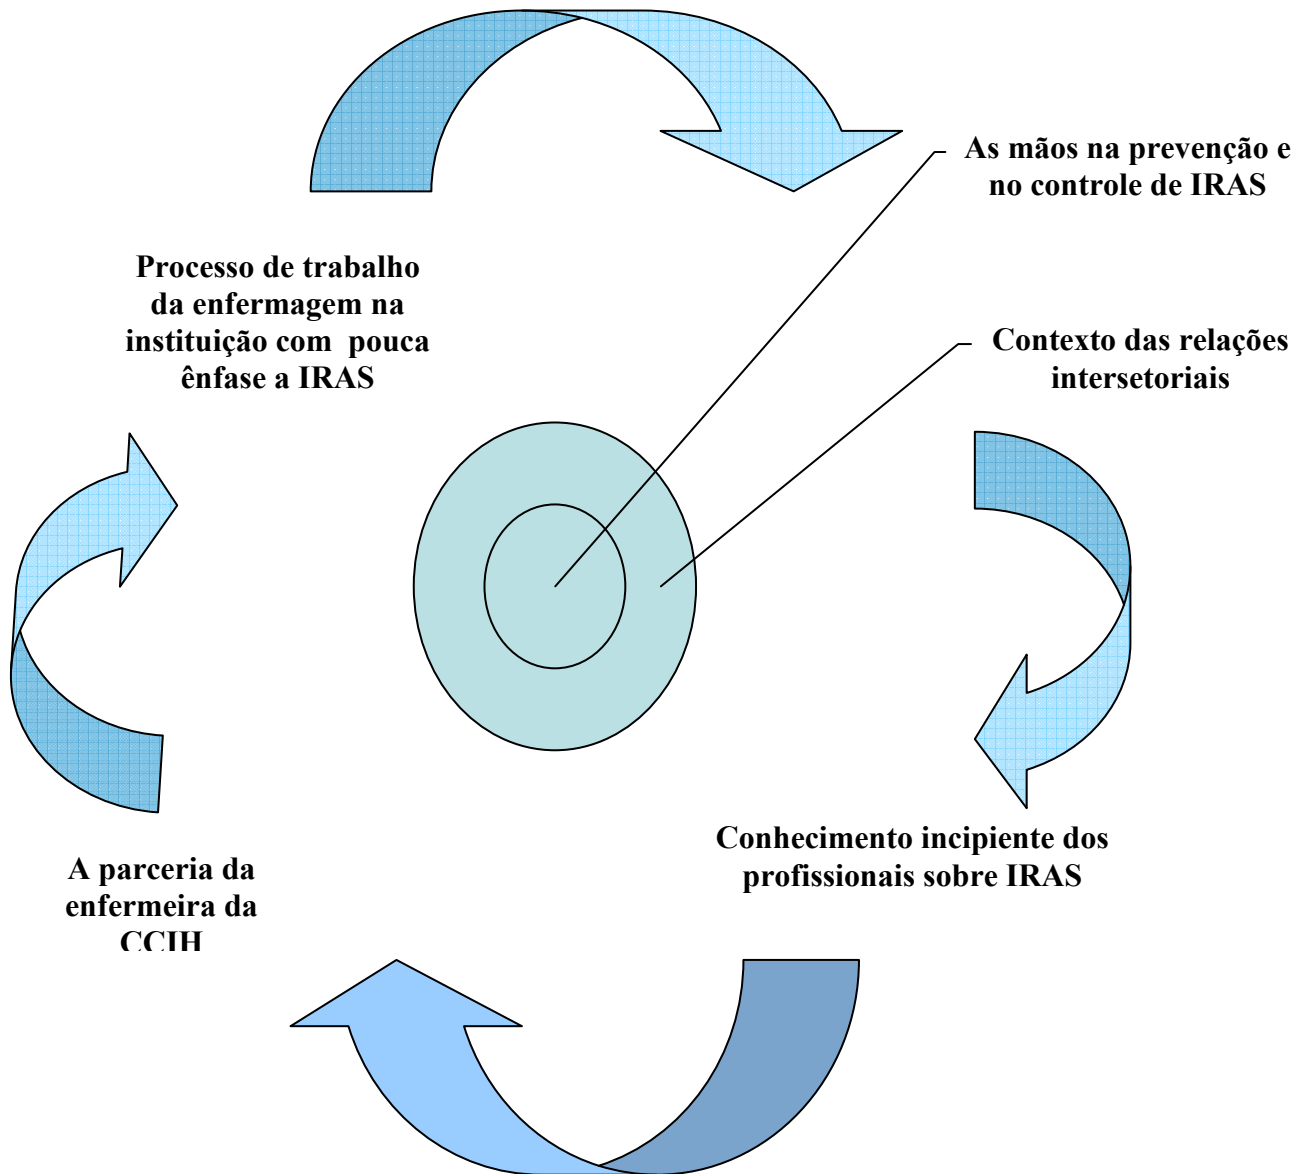 As mãos na prevenção e
no controle de IRAS
Processo de trabalho
da enfermagem na
instituição com pouca
ênfase a IRAS
Contexto das relações
intersetoriais
Conhecimento incipiente dos
profissionais sobre IRAS
A parceria da
enfermeira da
CCIH